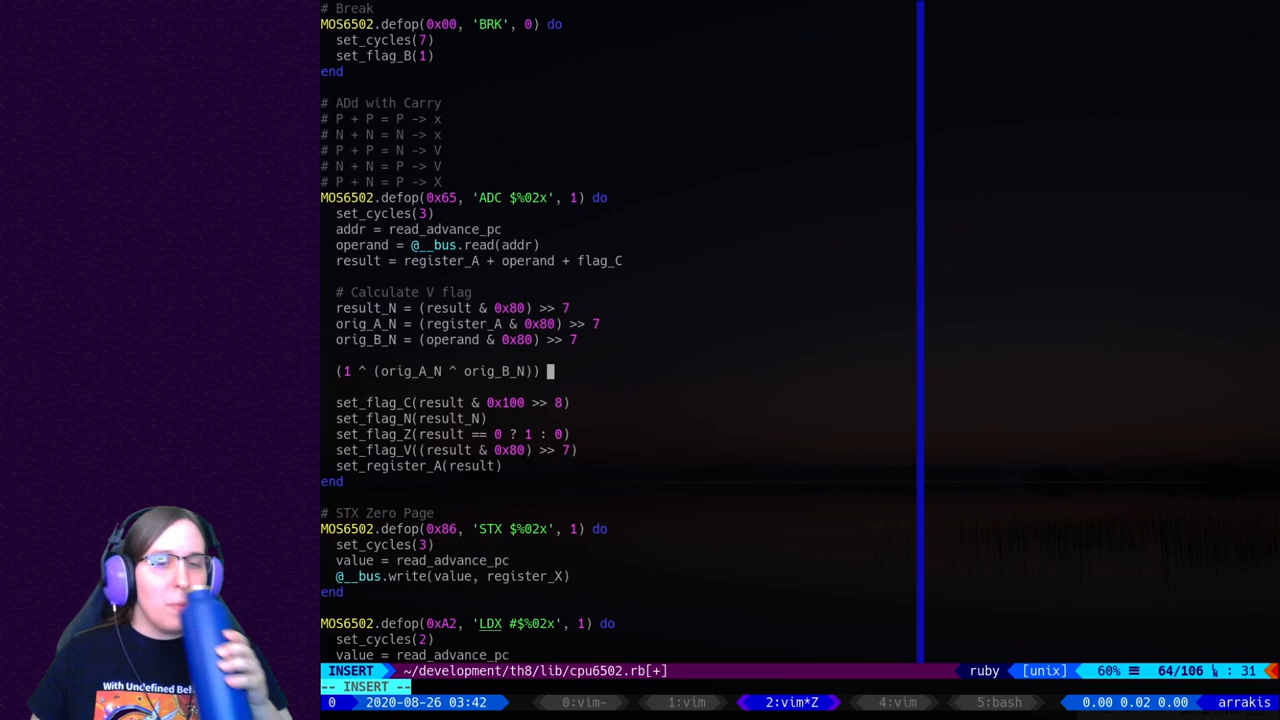 # Break
MOS6502.defop(0x00, 'BRK', 0) do
  set_cycles(7)
  set_flag_B(1)
end
# ADd with Carry
# P + P = P -> x
# N + N = N -> x
# P + P = N -> V
# N + N = P -> V
# P + N = P -> X
MOS6502.defop(0x65, 'ADC $%02x', 1) do
  set_cycles(3)
  addr = read_advance_pc
  operand = @__bus.read(addr)
  result = register_A + operand + flag_C
  # Calculate V flag
  result_N = (result & 0x80) >> 7
  orig_A_N = (register_A & 0x80) >> 7
  orig_B_N = (operand & 0x80) >> 7
  (1 ^ (orig_A_N ^ orig_B_N))
  set_flag_C(result & 0x100 >> 8)
  set_flag_N(result_N)
  set_flag_Z(result == 0 ? 1 : 0)
  set_flag_V((result & 0x80) >> 7)
  set_register_A(result)
end
# STX Zero Page
MOS6502.defop(0x86, 'STX $%02x', 1) do
  set_cycles(3)
  value = read_advance_pc
  @__bus.write(value, register_X)
end
MOS6502.defop(0xA2, 'LDX #$%02x', 1) do
  set_cycles(2)
  value = read_advance_pc
INSERT ~/development/th8/lib/cpu6502.rb[+] ruby [unix] 60% 64/106 : 31
-- INSERT --
0 2020-08-26 03:42 0:vim- 1:vim 2:vim*Z 4:vim 5:bash 0.00 0.02 0.00 arrakis
With Undefined Be